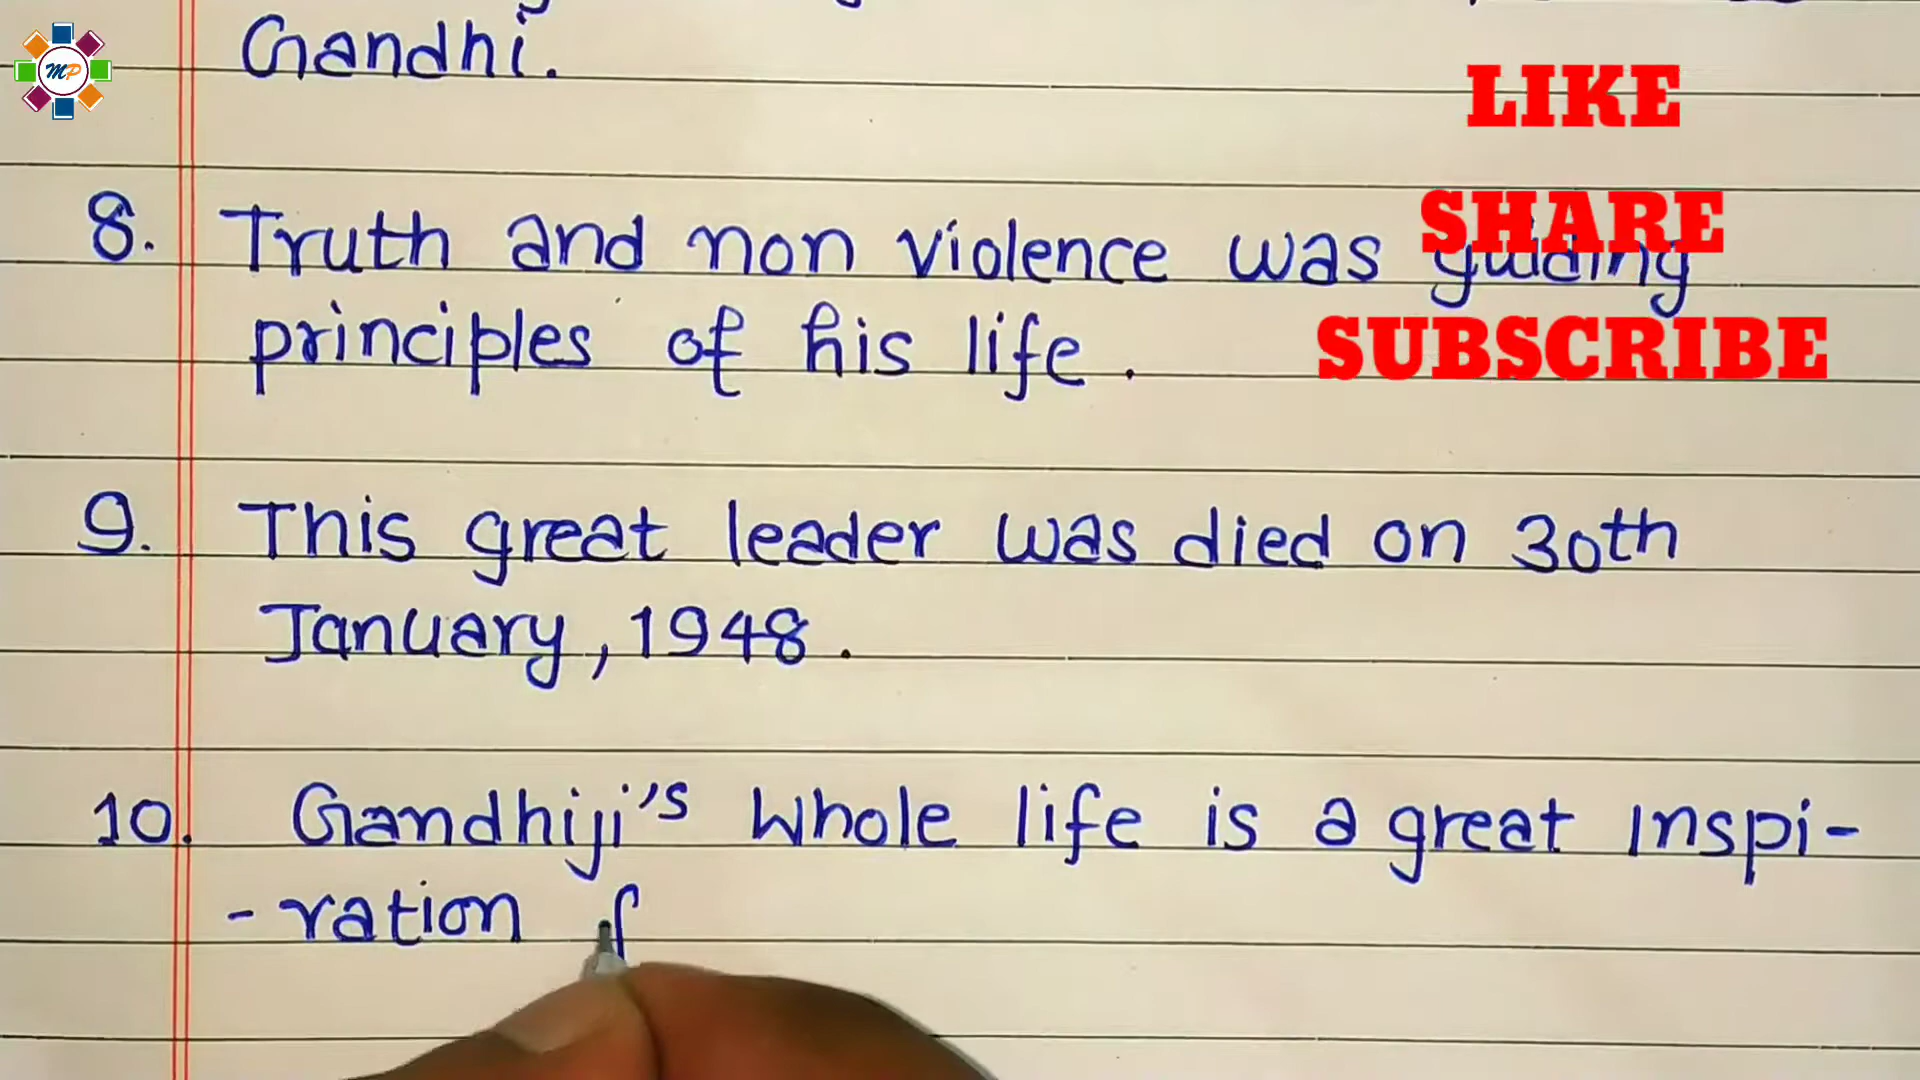 MP
Gandhi.
LIKE
8. Truth and non violence was guiding
SHARE
principles of his life.
SUBSCRIBE
9. This great leader was died on 30th
January, 1948.
10. Gandhiji's whole life is a great inspi-
-ration f